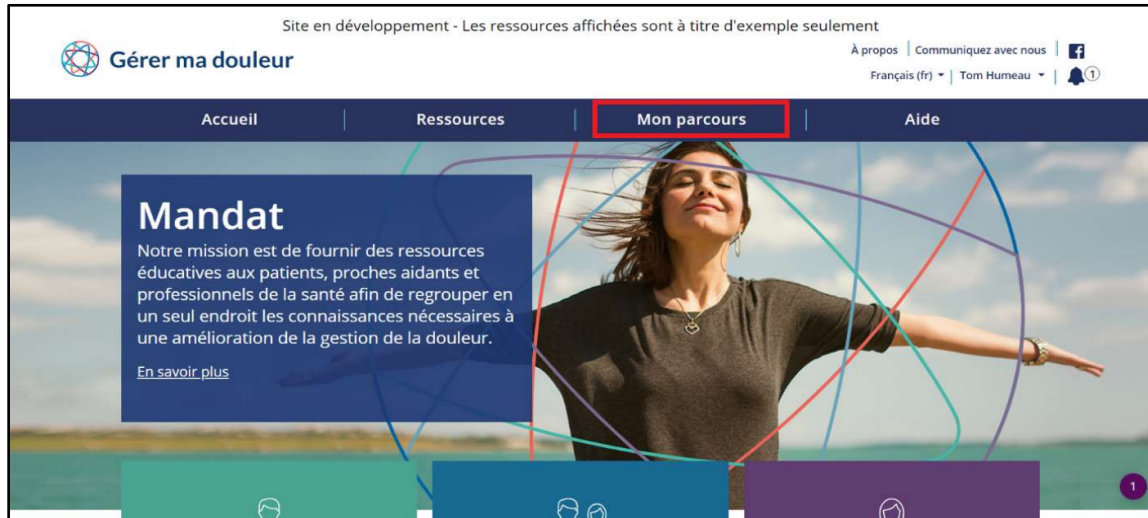 Site en développement - Les ressources affichées sont à titre d'exemple seulement
Gérer ma douleur
À propos | Communiquez avec nous |
Français (fr) | Tom Humeau | 1
Accueil | Ressources | Mon parcours | Aide
Mandat
Notre mission est de fournir des ressources
éducatives aux patients, proches aidants et
professionnels de la santé afin de regrouper en
un seul endroit les connaissances nécessaires à
une amélioration de la gestion de la douleur.
En savoir plus
1